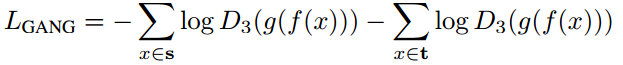 L_GANG = − ∑_{x∈s} log D_3(g(f(x))) − ∑_{x∈t} log D_3(g(f(x)))